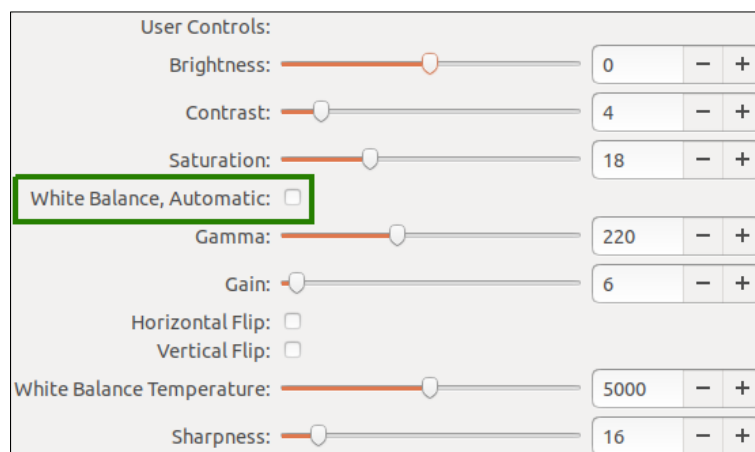 User Controls:
Brightness: 0 − +
Contrast: 4 − +
Saturation: 18 − +
White Balance, Automatic:
Gamma: 220 − +
Gain: 6 − +
Horizontal Flip:
Vertical Flip:
White Balance Temperature: 5000 − +
Sharpness: 16 − +